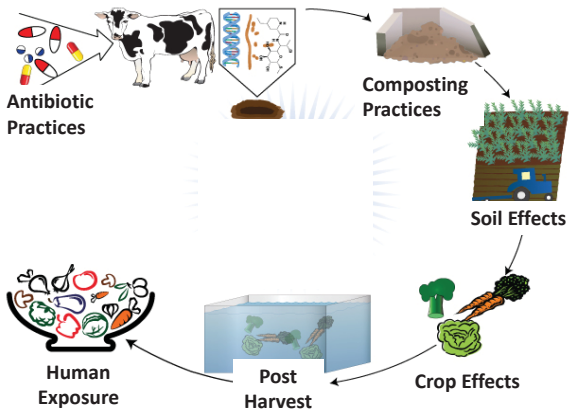 Antibiotic
Practices
Composting
Practices
Soil Effects
Crop Effects
Post
Harvest
Human
Exposure